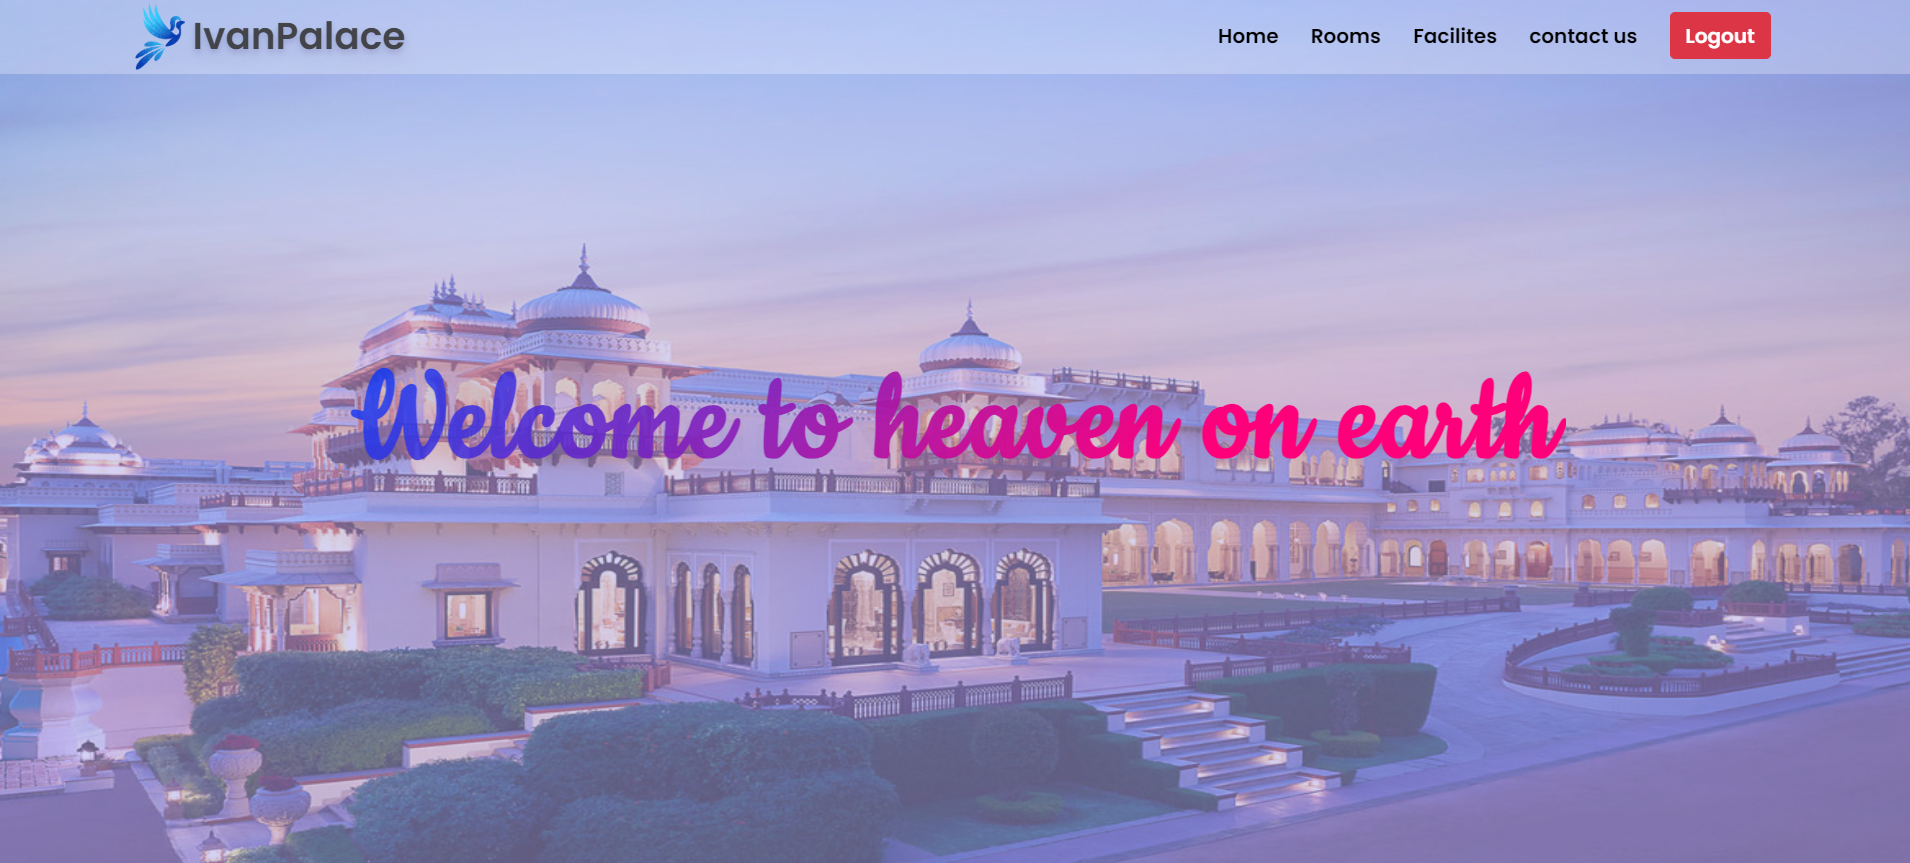 IvanPalace
Home Rooms Facilites contact us Logout
Welcome to heaven on earth